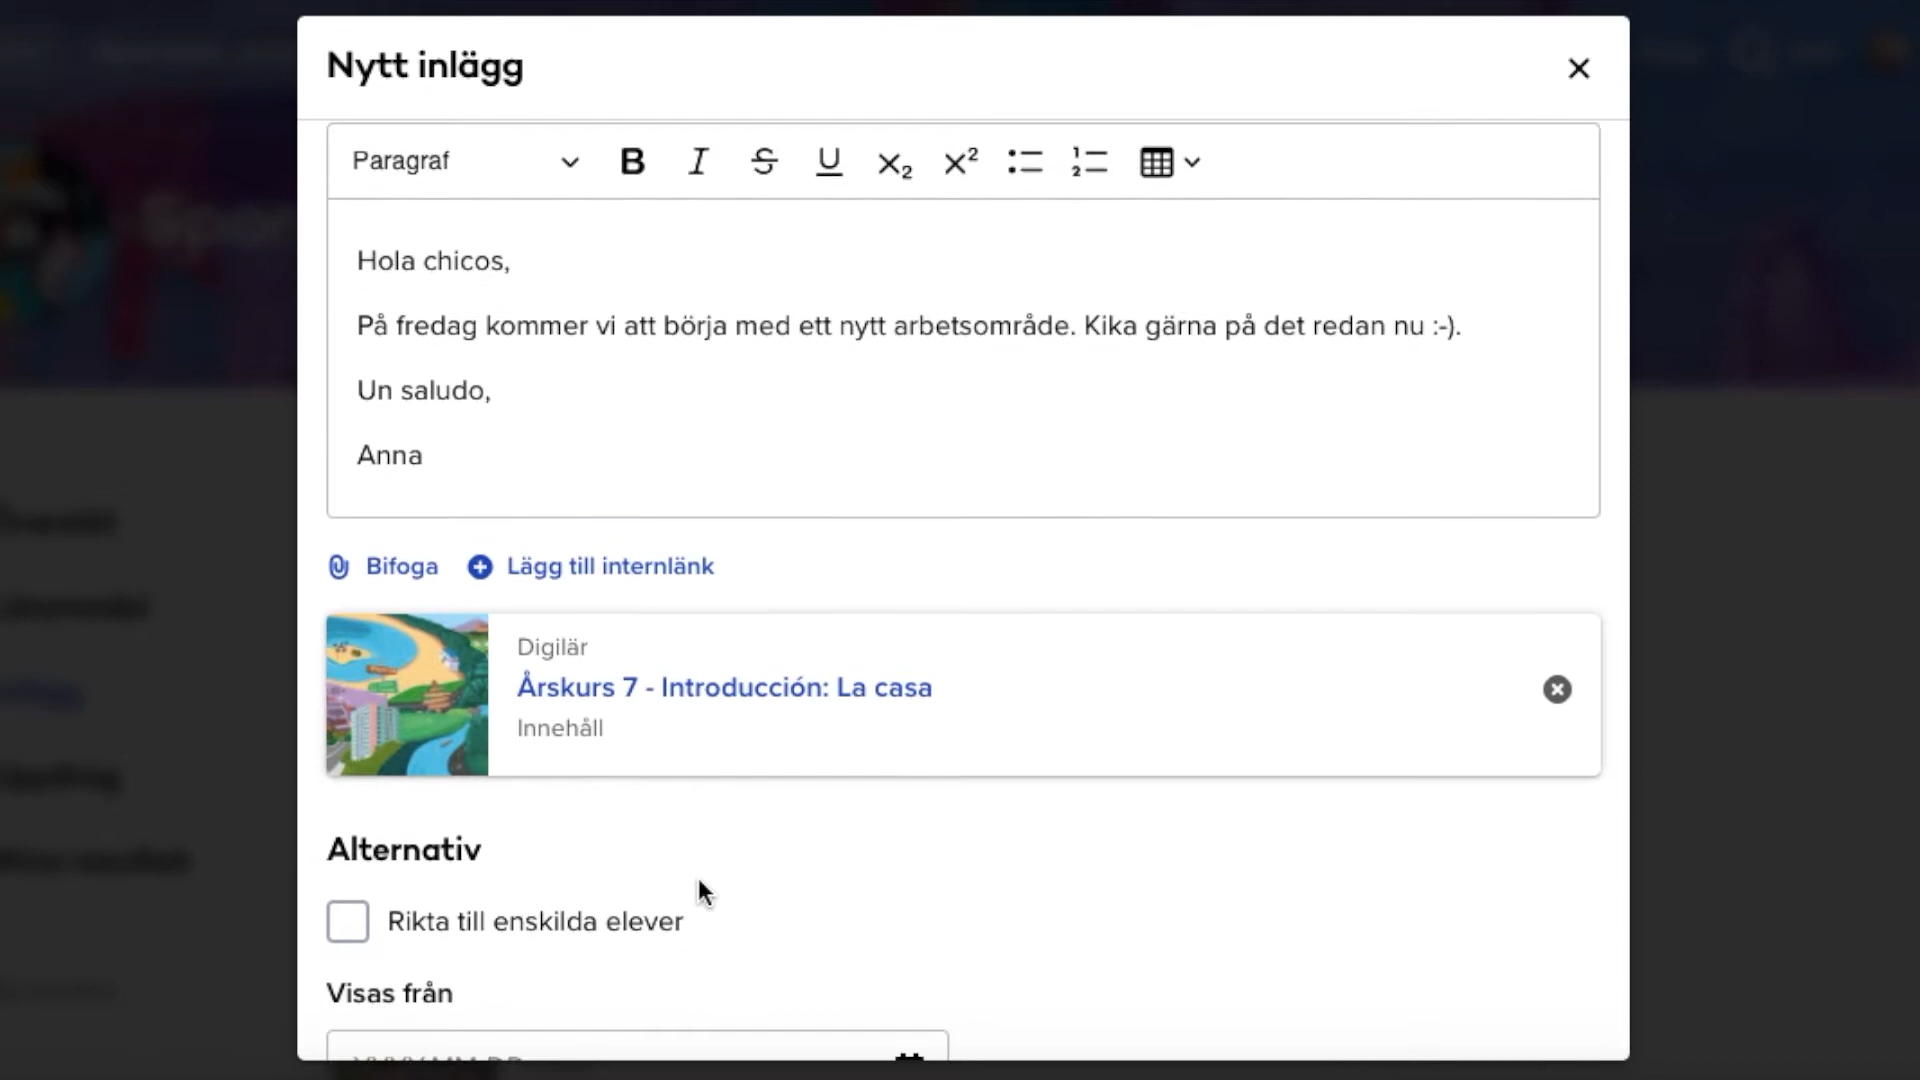 Nytt inlägg
Paragraf
Hola chicos,
På fredag kommer vi att börja med ett nytt arbetsområde. Kika gärna på det redan nu :-).
Un saludo,
Anna
Bifoga Lägg till internlänk
Digilär
Årskurs 7 - Introducción: La casa
Innehåll
Alternativ
Rikta till enskilda elever
Visas från